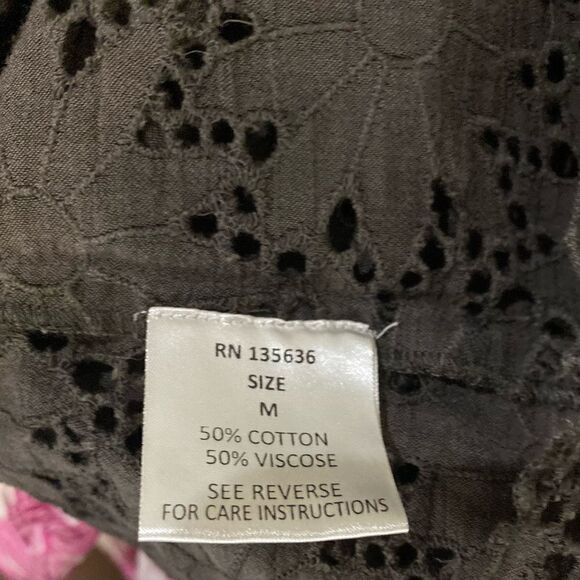 RN 135636
SIZE
M
50% COTTON
50% VISCOSE
SEE REVERSE
FOR CARE INSTRUCTIONS